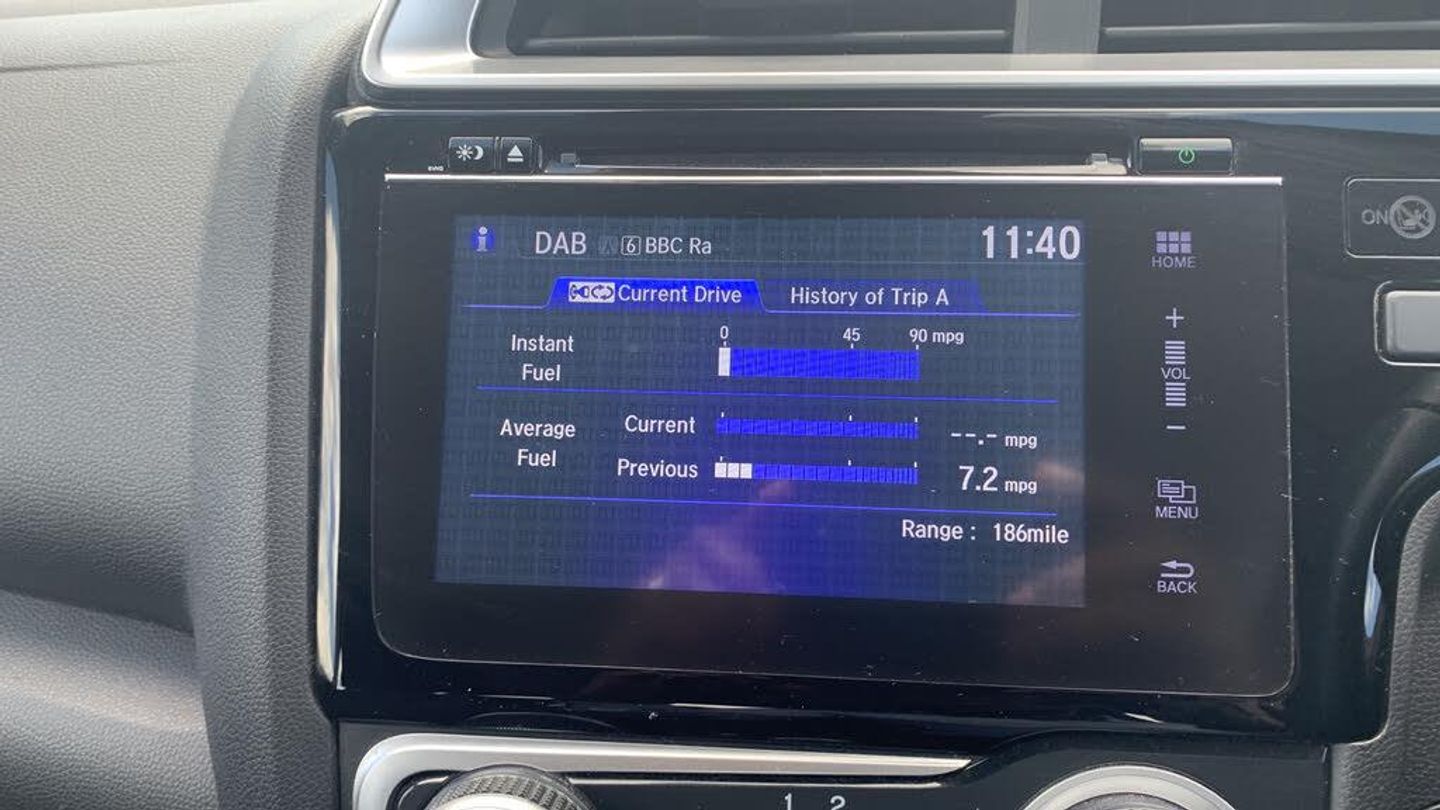 DAB 6 BBC Ra 11:40
HOME
ON
Current Drive History of Trip A
0 45 90 mpg
Instant
Fuel
+
VOL
−
Average
Fuel
Current --.- mpg
Previous 7.2 mpg
MENU
Range : 186mile
BACK
1 2